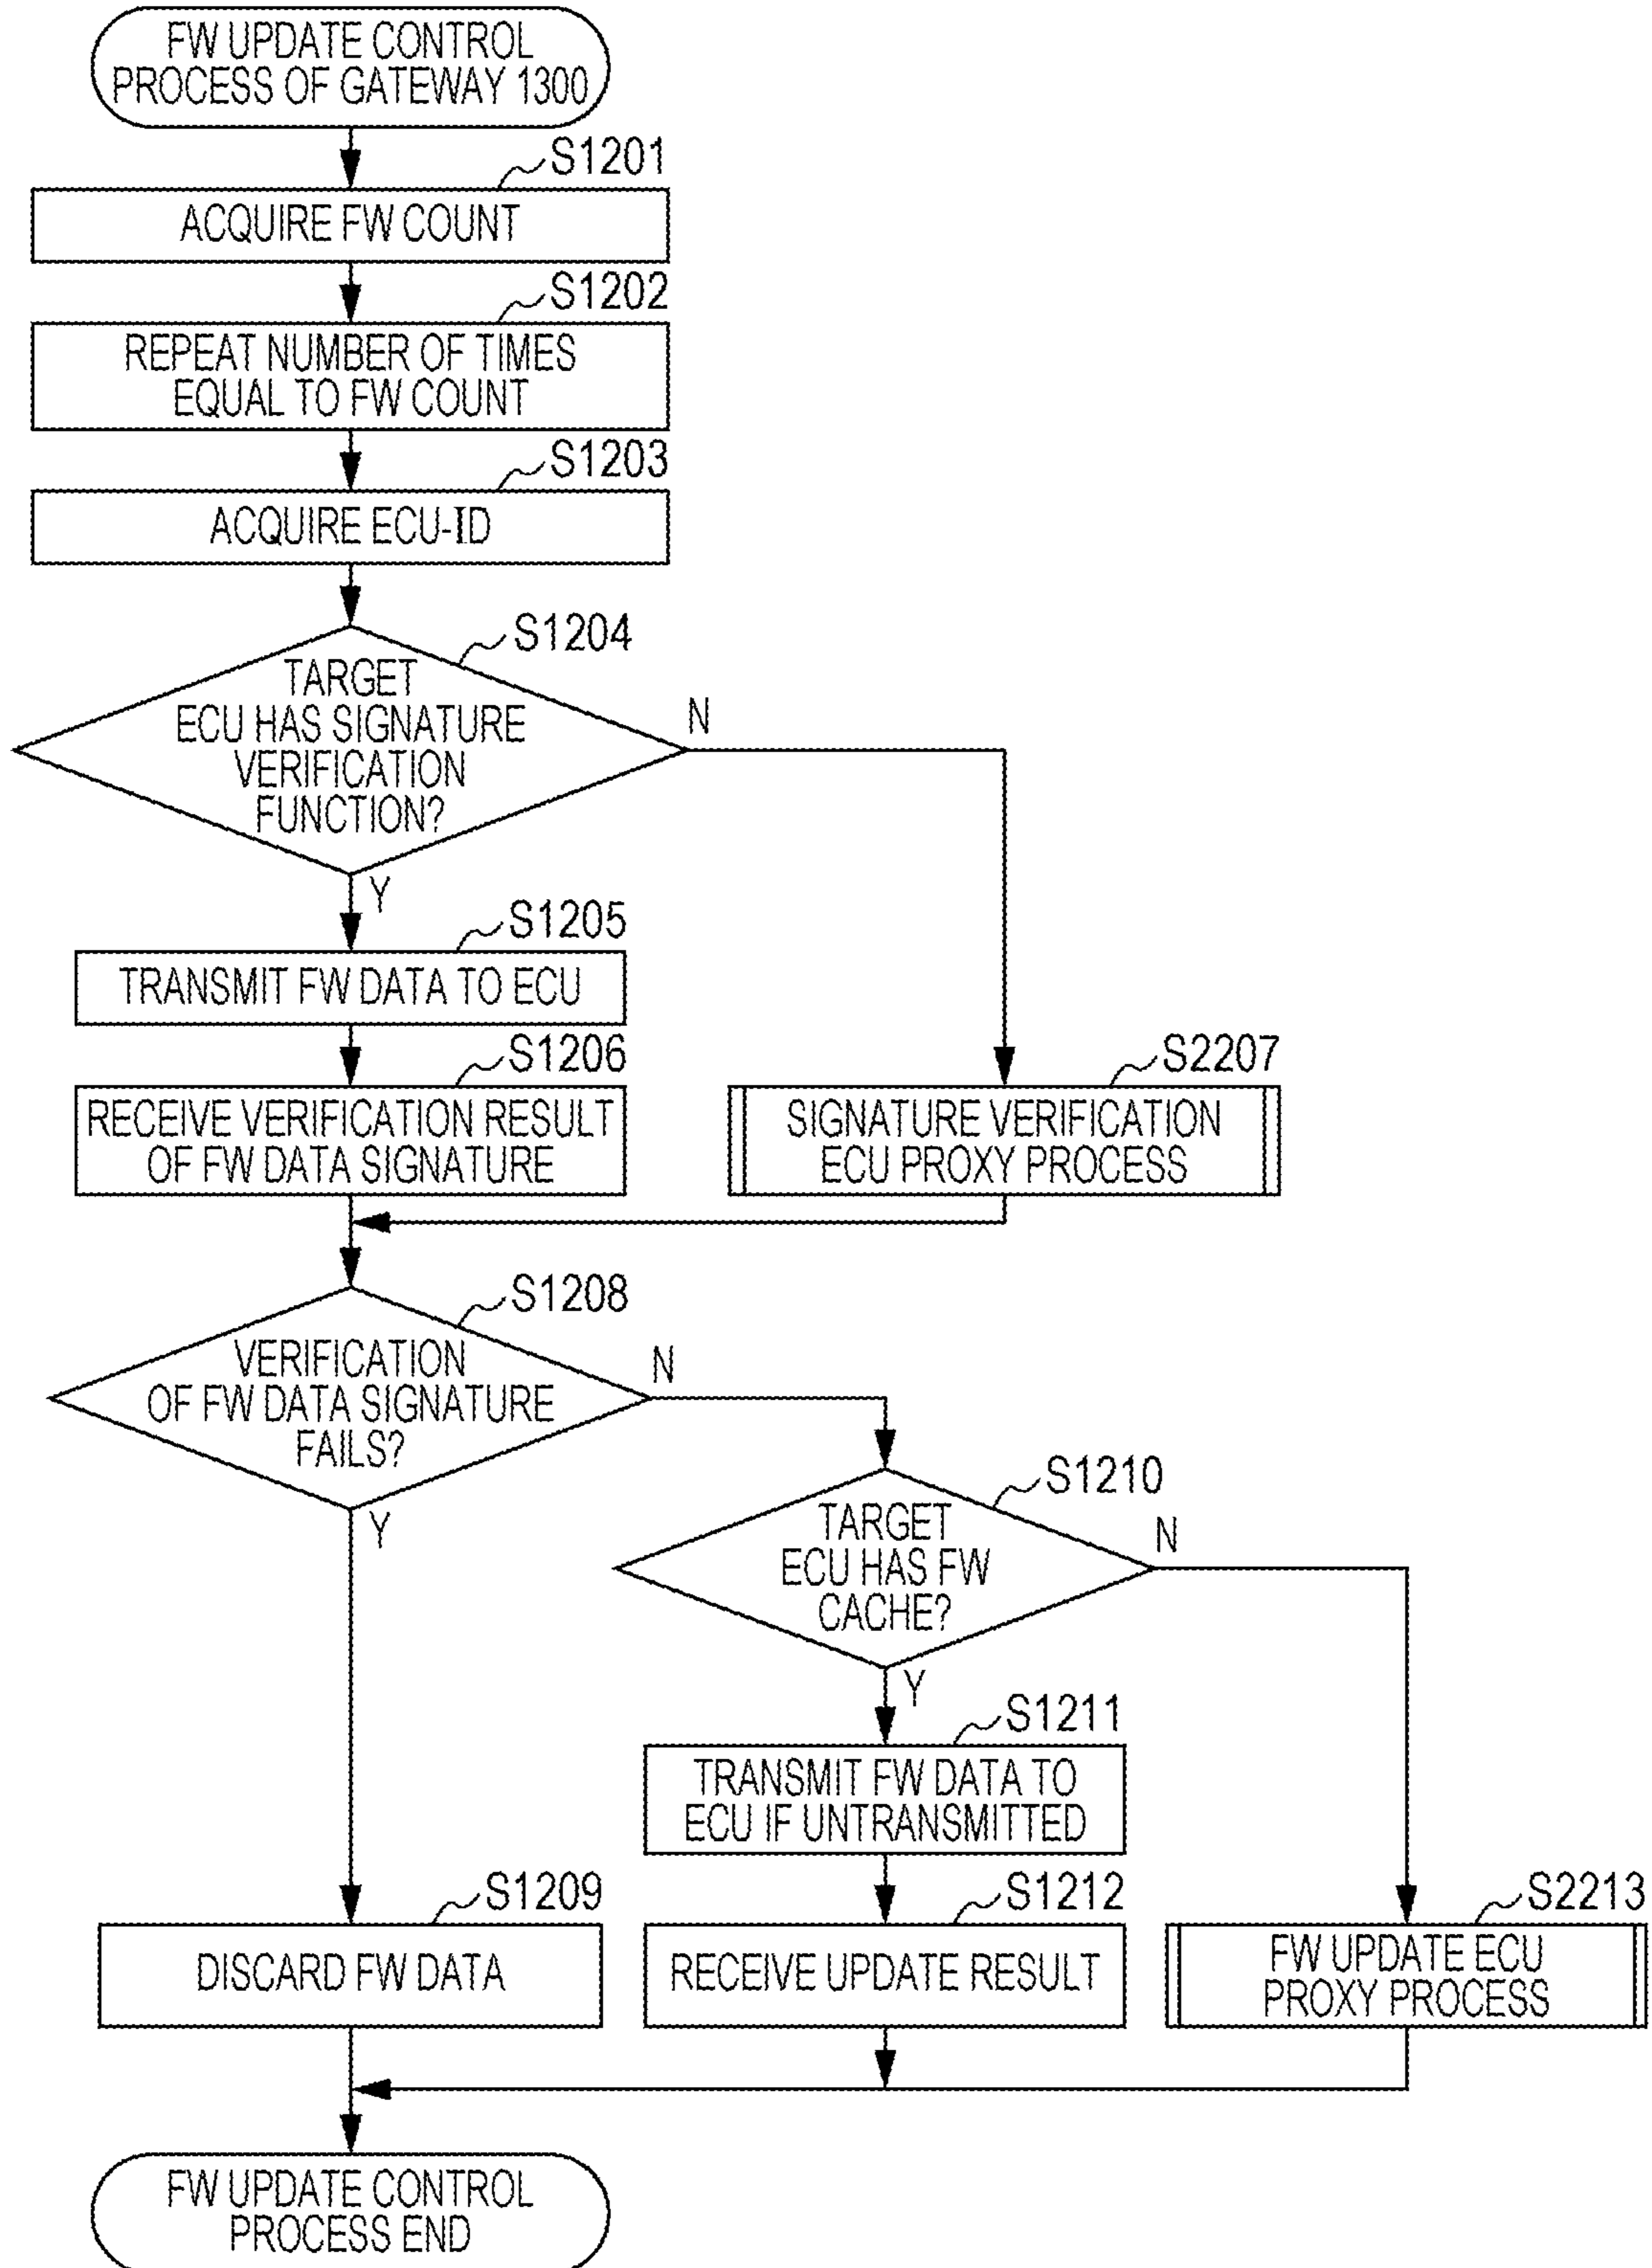 FW UPDATE CONTROL
PROCESS OF GATEWAY 1300
S1201
ACQUIRE FW COUNT
S1202
REPEAT NUMBER OF TIMES
EQUAL TO FW COUNT
S1203
ACQUIRE ECU-ID
S1204
TARGET
ECU HAS SIGNATURE
VERIFICATION
FUNCTION?
N
Y
S1205
TRANSMIT FW DATA TO ECU
S1206
RECEIVE VERIFICATION RESULT
OF FW DATA SIGNATURE
S2207
SIGNATURE VERIFICATION
ECU PROXY PROCESS
S1208
VERIFICATION
OF FW DATA SIGNATURE
FAILS?
N
Y
S1210
TARGET
ECU HAS FW
CACHE?
N
Y
S1211
TRANSMIT FW DATA TO
ECU IF UNTRANSMITTED
S1209
DISCARD FW DATA
S1212
RECEIVE UPDATE RESULT
S2213
FW UPDATE ECU
PROXY PROCESS
FW UPDATE CONTROL
PROCESS END